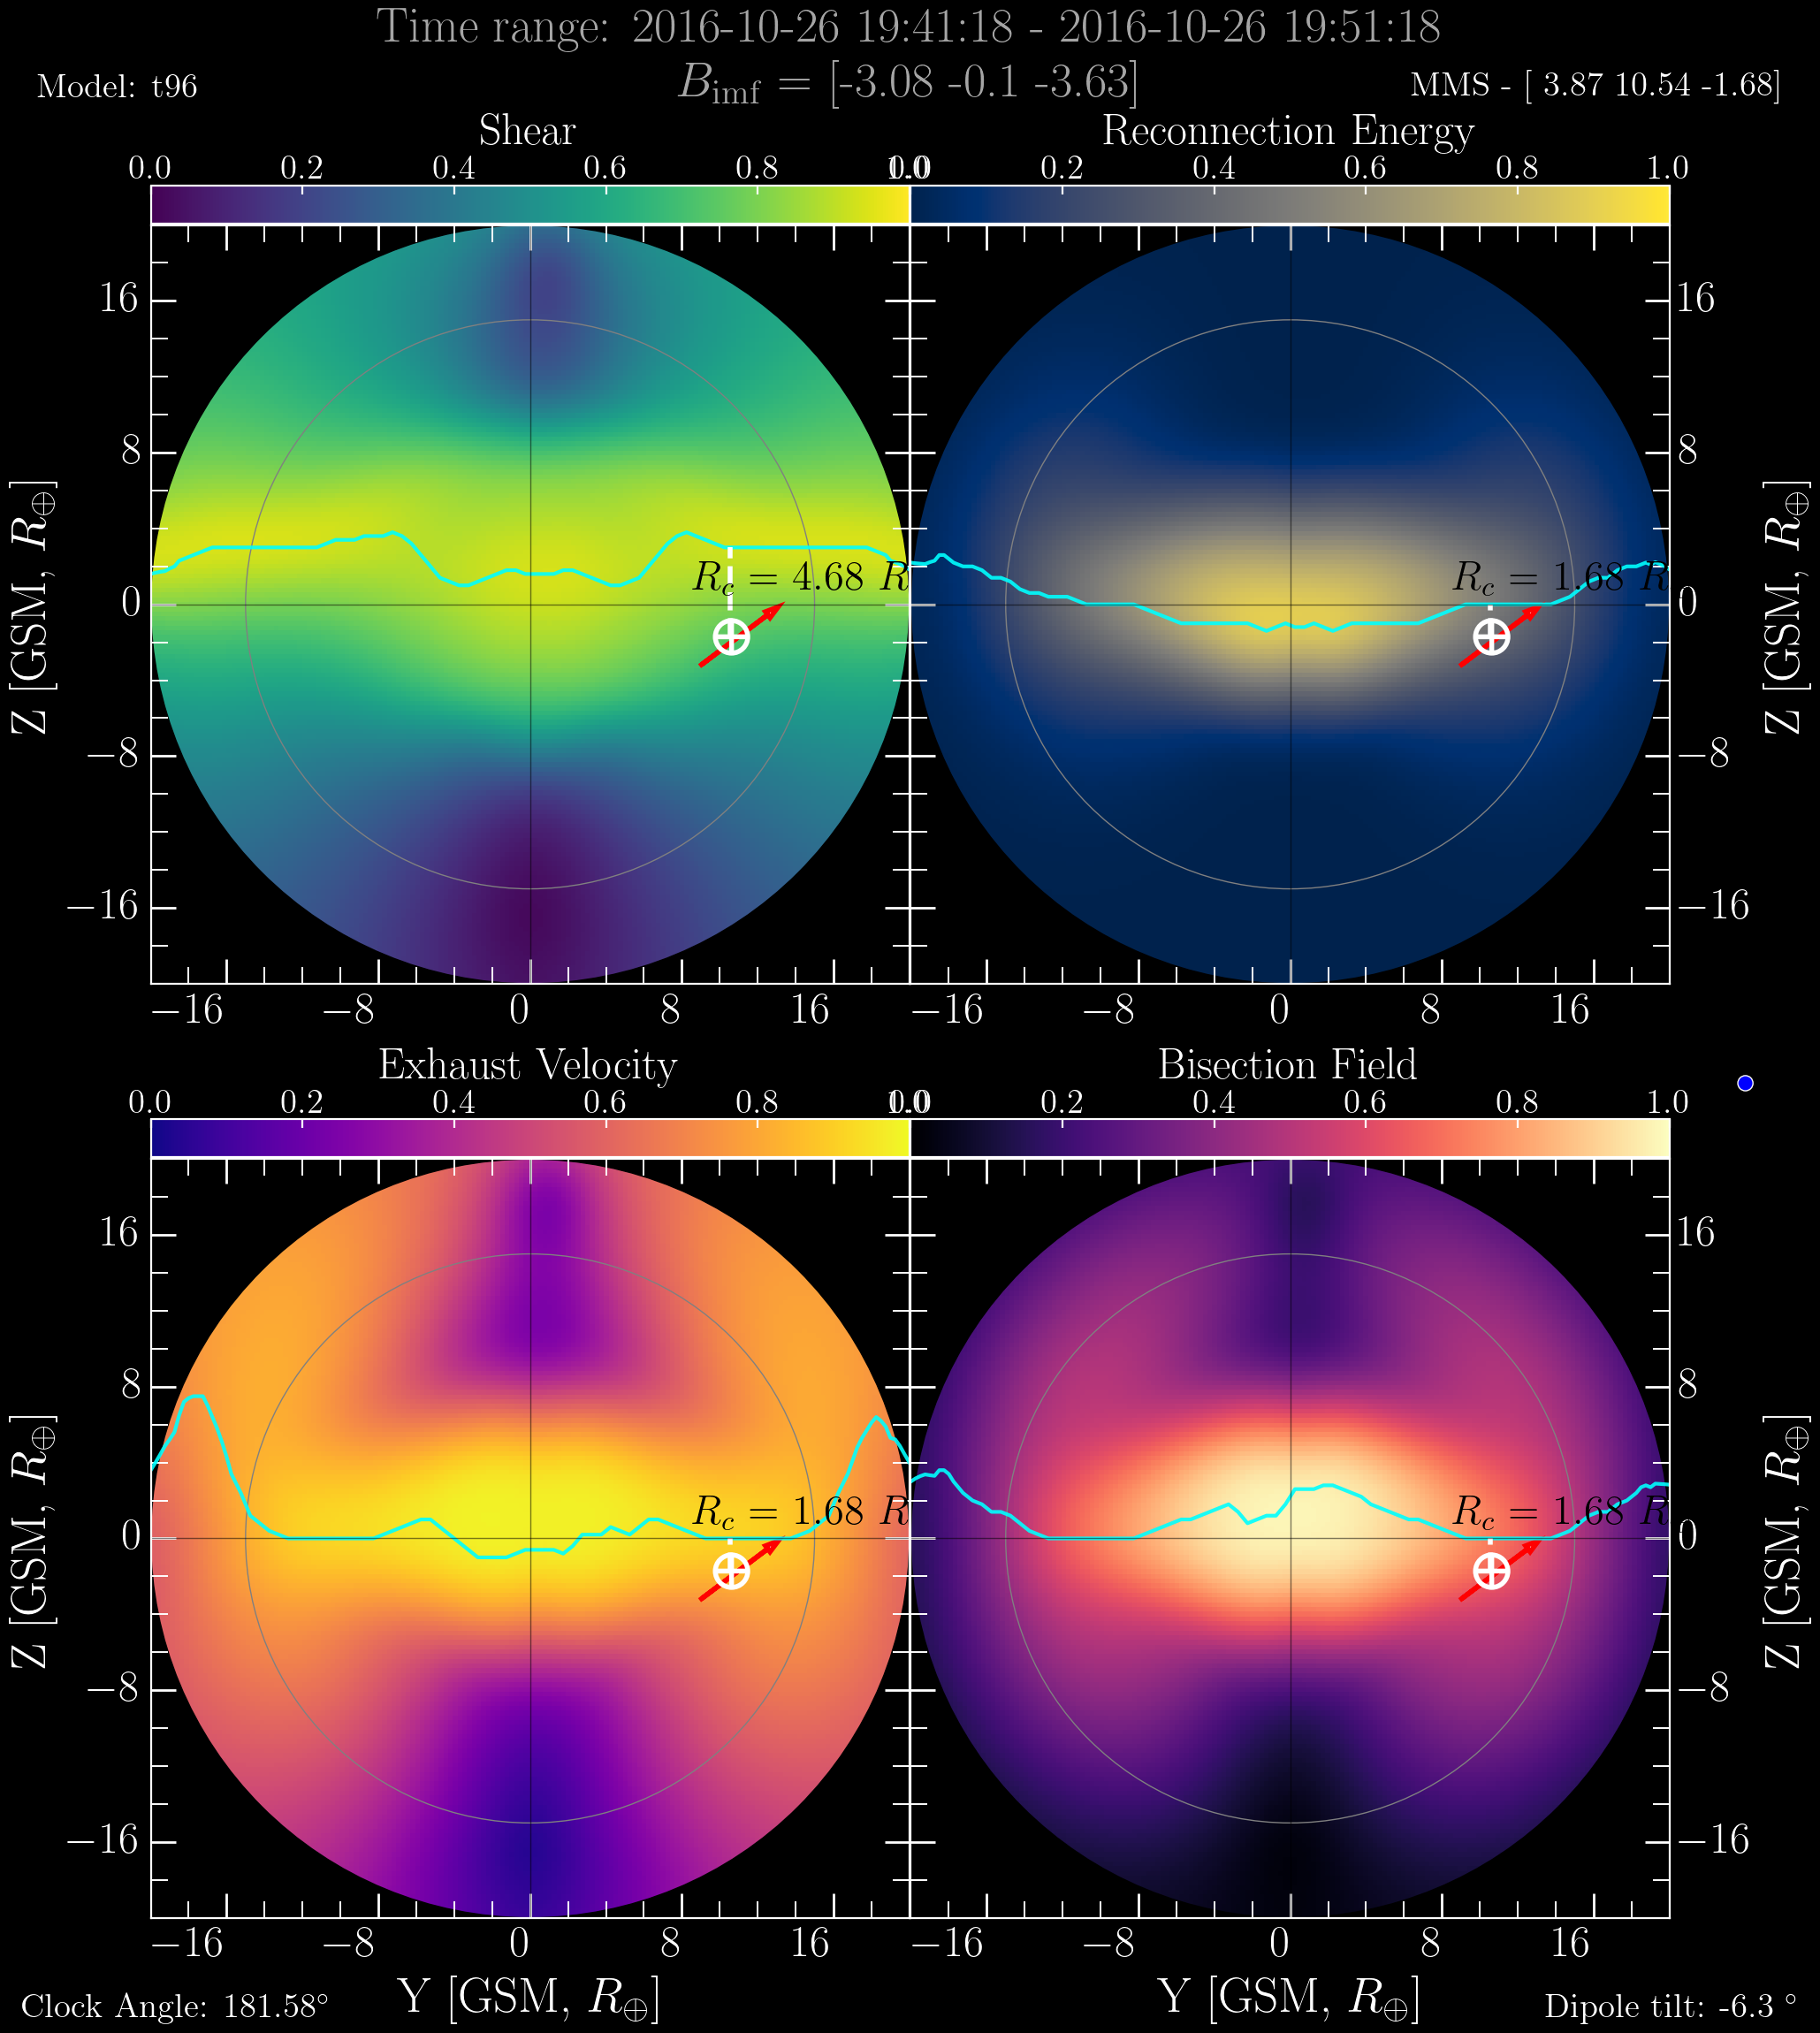 Time range: 2016-10-26 19:41:18 - 2016-10-26 19:51:18
Model: t96
B_imf = [-3.08 -0.1 -3.63]
MMS - [ 3.87 10.54 -1.68]
Shear
Reconnection Energy
0.0 0.2 0.4 0.6 0.8 1.0
0.0 0.2 0.4 0.6 0.8 1.0
16
8
0
−8
−16
Z [GSM, R⊕]
R_c = 4.68 R
R_c = 1.68 R
16
8
0
−8
−16
Z [GSM, R⊕]
−16 −8 0 8 16
−16 −8 0 8 16
Exhaust Velocity
Bisection Field
0.0 0.2 0.4 0.6 0.8 1.0
0.0 0.2 0.4 0.6 0.8 1.0
16
8
0
−8
−16
Z [GSM, R⊕]
R_c = 1.68 R
R_c = 1.68 R
16
8
0
−8
−16
Z [GSM, R⊕]
−16 −8 0 8 16
−16 −8 0 8 16
Y [GSM, R⊕]
Y [GSM, R⊕]
Clock Angle: 181.58°
Dipole tilt: -6.3 °